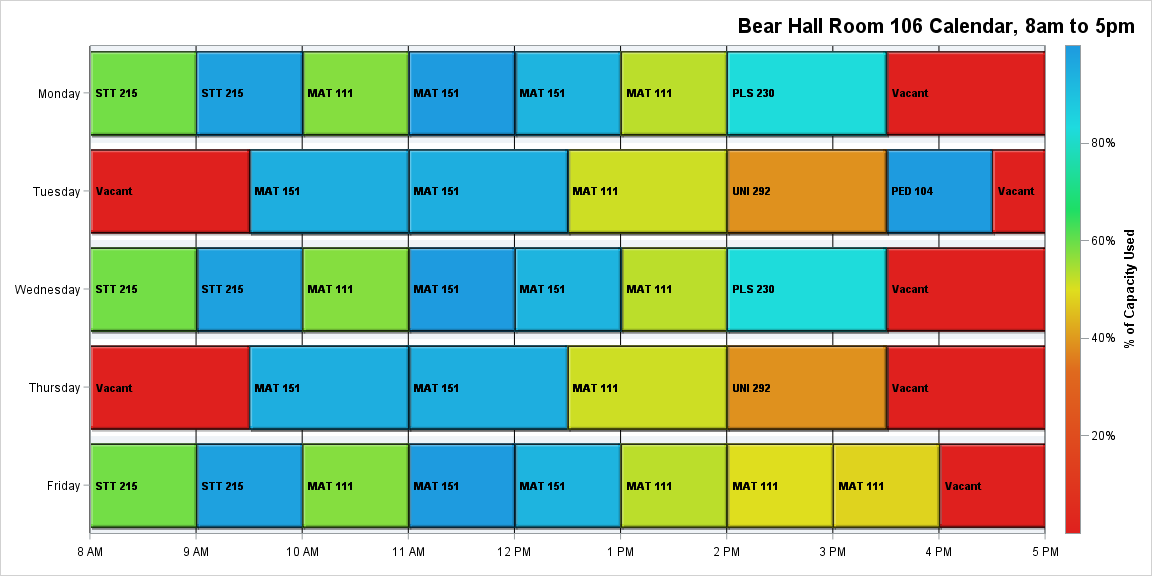 Bear Hall Room 106 Calendar, 8am to 5pm
Monday
STT 215
STT 215
MAT 111
MAT 151
MAT 151
MAT 111
PLS 230
Vacant
Tuesday
Vacant
MAT 151
MAT 151
MAT 111
UNI 292
PED 104
Vacant
Wednesday
STT 215
STT 215
MAT 111
MAT 151
MAT 151
MAT 111
PLS 230
Vacant
Thursday
Vacant
MAT 151
MAT 151
MAT 111
UNI 292
Vacant
Friday
STT 215
STT 215
MAT 111
MAT 151
MAT 151
MAT 111
MAT 111
MAT 111
Vacant
8 AM
9 AM
10 AM
11 AM
12 PM
1 PM
2 PM
3 PM
4 PM
5 PM
80%
60%
40%
20%
% of Capacity Used